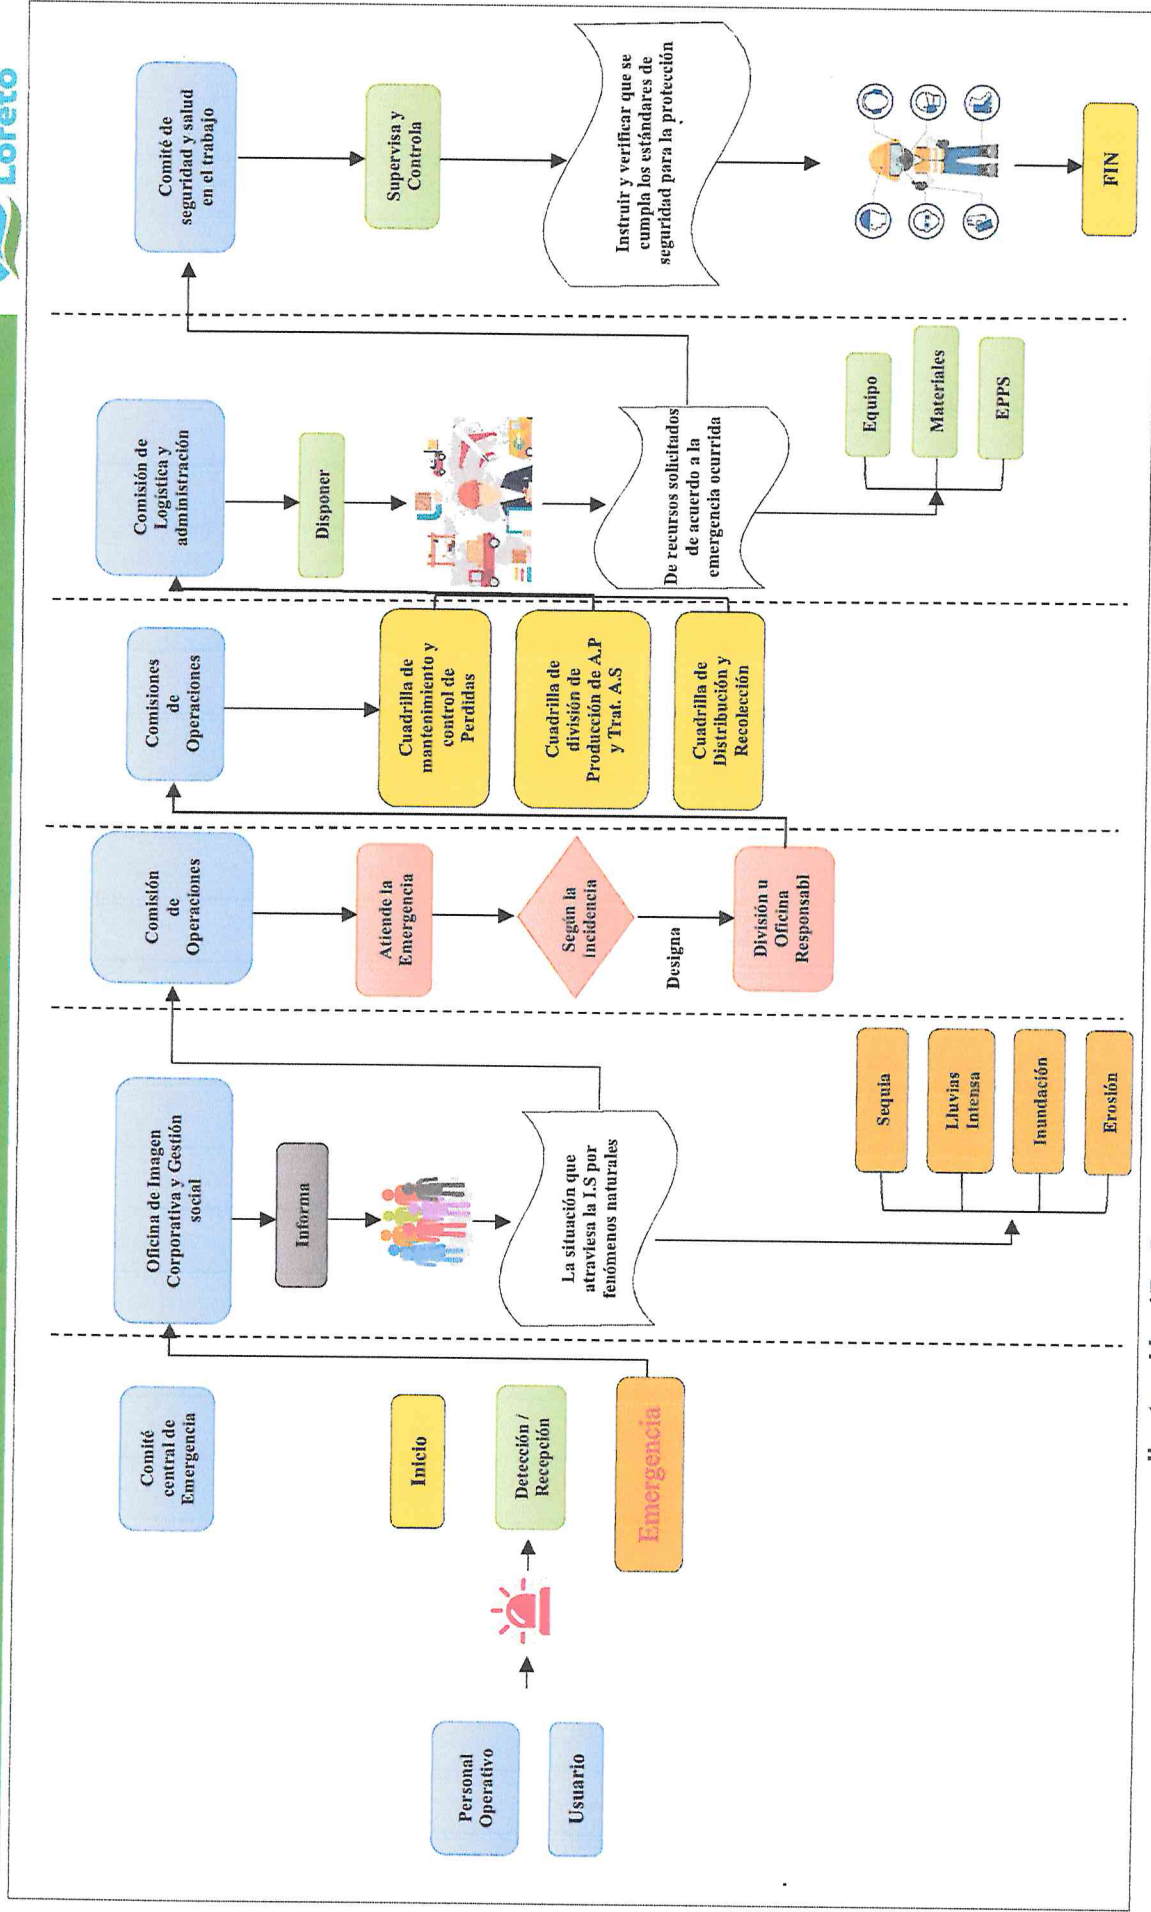 Loreto
Personal
Operativo
Usuario
Comité
central de
Emergencia
Inicio
Detección /
Recepción
Emergencia
Oficina de Imagen
Corporativa y Gestión
social
Informa
La situación que
atraviesa la I.S por
fenómenos naturales
Sequia
Lluvias
Intensa
Inundación
Erosión
Comisión
de
Operaciones
Atiende la
Emergencia
Según la
incidencia
Designa
División u
Oficina
Responsabl
Comisiones
de
Operaciones
Cuadrilla de
mantenimiento y
control de
Perdidas
Cuadrilla de
división de
Producción de A.P
y Trat. A.S
Cuadrilla de
Distribución y
Recolección
Comisión de
Logística y
administración
Disponer
De recursos solicitados
de acuerdo a la
emergencia ocurrida
Equipo
Materiales
EPPS
Comité de
seguridad y salud
en el trabajo
Supervisa y
Controla
Instruir y verificar que se
cumpla los estándares de
seguridad para la protección
FIN